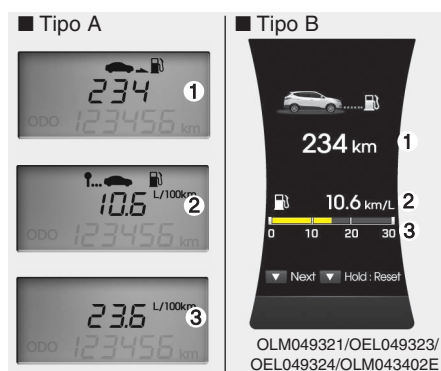 ■ Tipo A
234
1
ODO 123456 km
L/100km
10.6
2
ODO 123456 km
L/100km
23.6
3
ODO 123456 km
■ Tipo B
234 km
1
10.6 km/L
2
0 10 20 30
3
▼ Next ▼ Hold : Reset
OLM049321/OEL049323/
OEL049324/OLM043402E